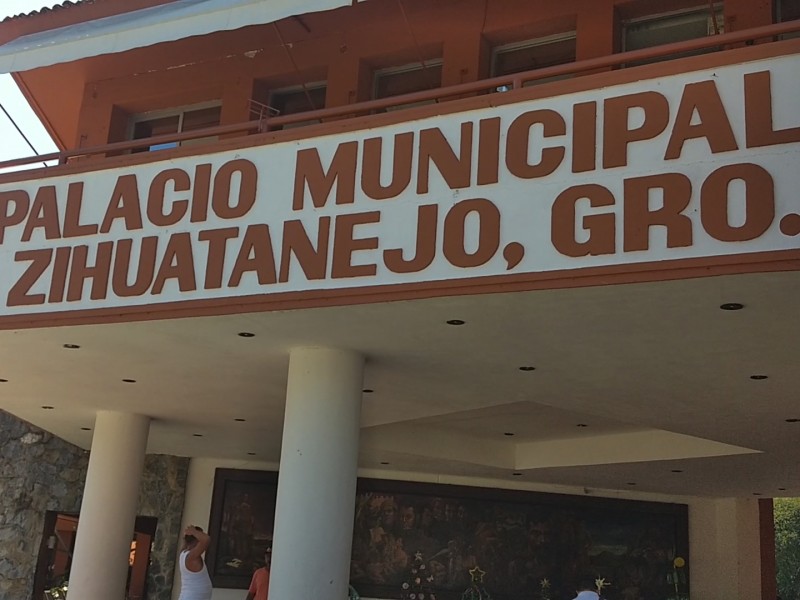 PALACIO MUNICIPAL
ZIHUATANEJO, GRO.